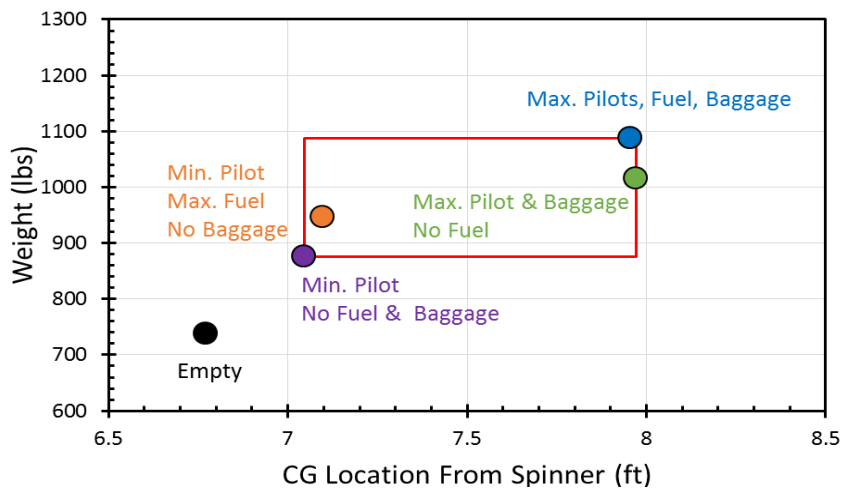 1300
1200
1100
1000
900
800
700
600
Weight (lbs)
Max. Pilots, Fuel, Baggage
Min. Pilot
Max. Fuel
No Baggage
Max. Pilot & Baggage
No Fuel
Min. Pilot
No Fuel & Baggage
Empty
6.5
7
7.5
8
8.5
CG Location From Spinner (ft)